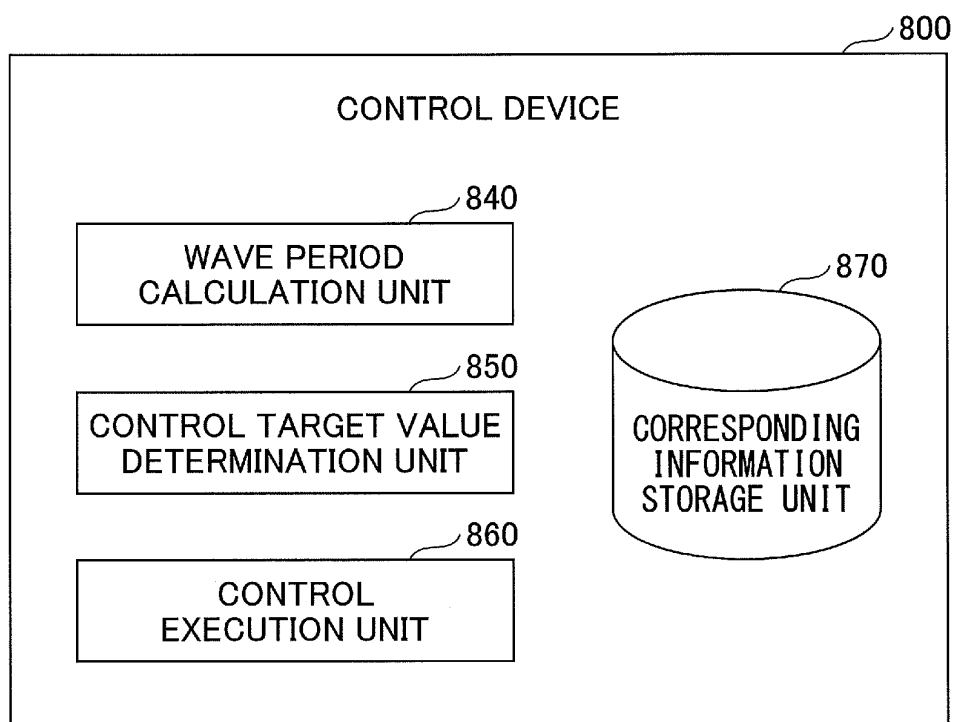 800
CONTROL DEVICE
840
WAVE PERIOD
CALCULATION UNIT
850
CONTROL TARGET VALUE
DETERMINATION UNIT
860
CONTROL
EXECUTION UNIT
870
CORRESPONDING
INFORMATION
STORAGE UNIT